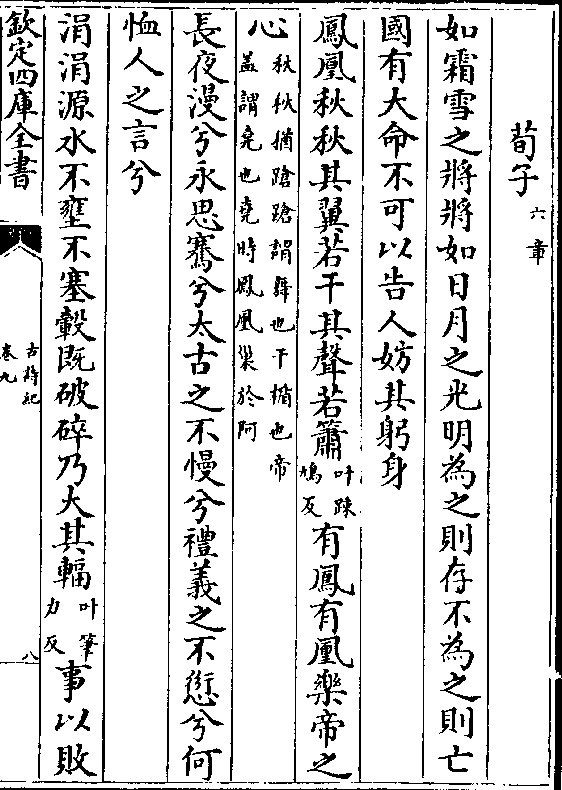 荀子六章
如霜雪之將將如日月之光明為之則存不為之則亡
國有大命不可以告人妨其躬身
鳳凰秋秋其翼若干其聲若簫叶疎鳩反有鳳有凰樂帝之
心秋秋猶蹌蹌謂舞也干楯也帝蓋謂堯也堯時鳳凰巢於阿
長夜漫兮永思騫兮太古之不慢兮禮義之不愆兮何
恤人之言兮
涓涓源水不壅不塞轂既破碎乃大其輻叶筆力反事以敗
欽定四庫全書
古詩紀
卷九
八